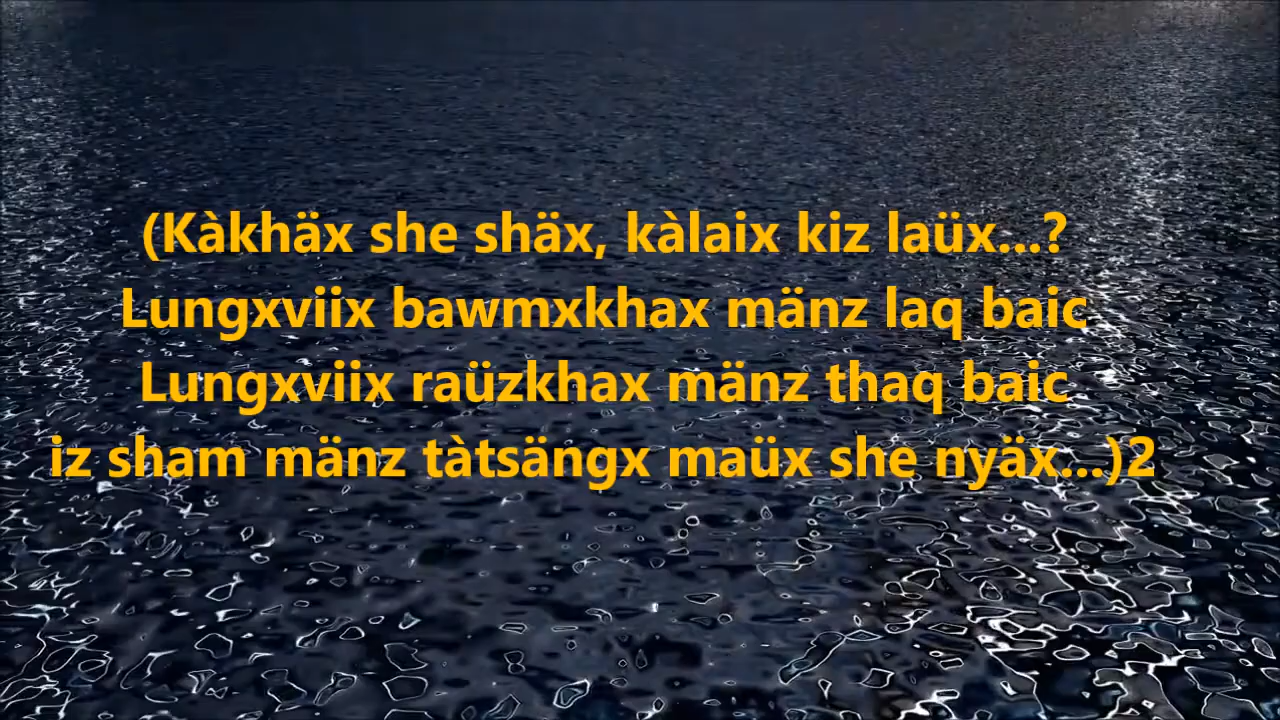 (Kàkhäx she shäx, kàlaix kiz laüx...?
Lungxviix bawmxkhax mänz laq baic
Lungxviix raüzkhax mänz thaq baic
iz sham mänz tàtsängx maüx she nyäx...)2